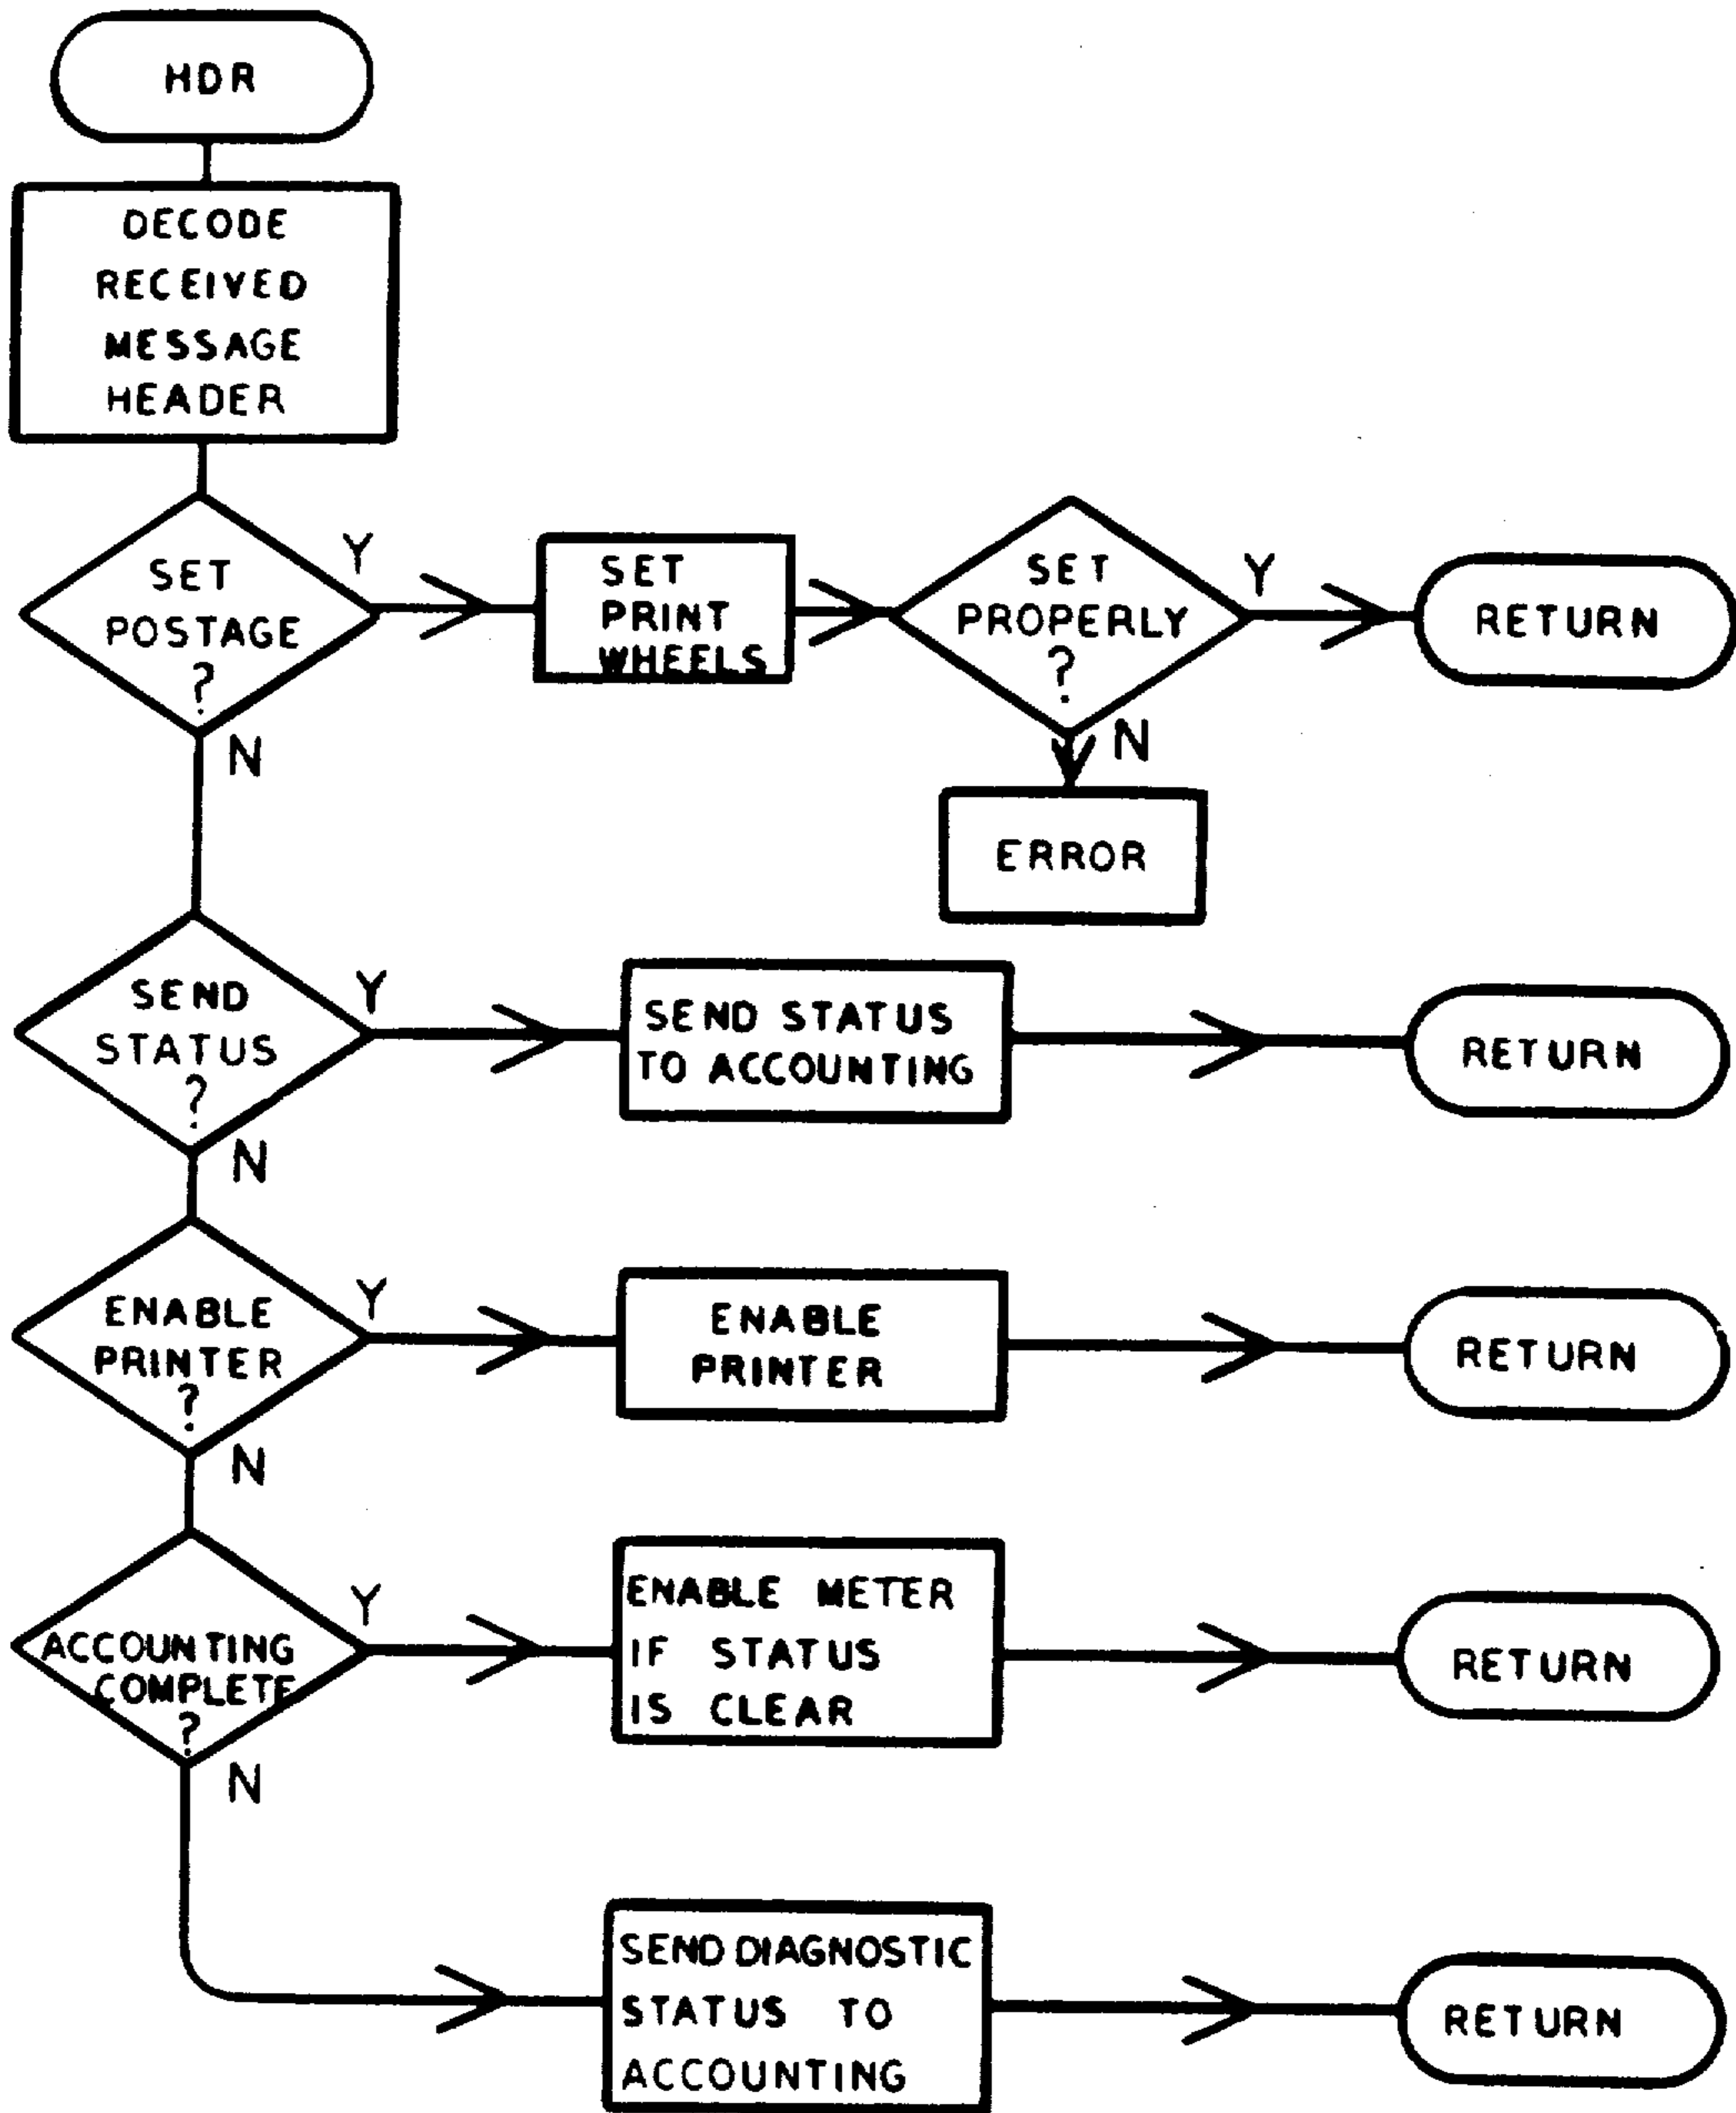 HDR
DECODE
RECEIVED
MESSAGE
HEADER
SET
POSTAGE
?
Y
N
SET
PRINT
WHEELS
SET
PROPERLY
?
Y
N
RETURN
ERROR
SEND
STATUS
?
Y
N
SEND STATUS
TO ACCOUNTING
RETURN
ENABLE
PRINTER
?
Y
N
ENABLE
PRINTER
RETURN
ACCOUNTING
COMPLETE
?
Y
N
ENABLE METER
IF STATUS
IS CLEAR
RETURN
SEND DIAGNOSTIC
STATUS TO
ACCOUNTING
RETURN